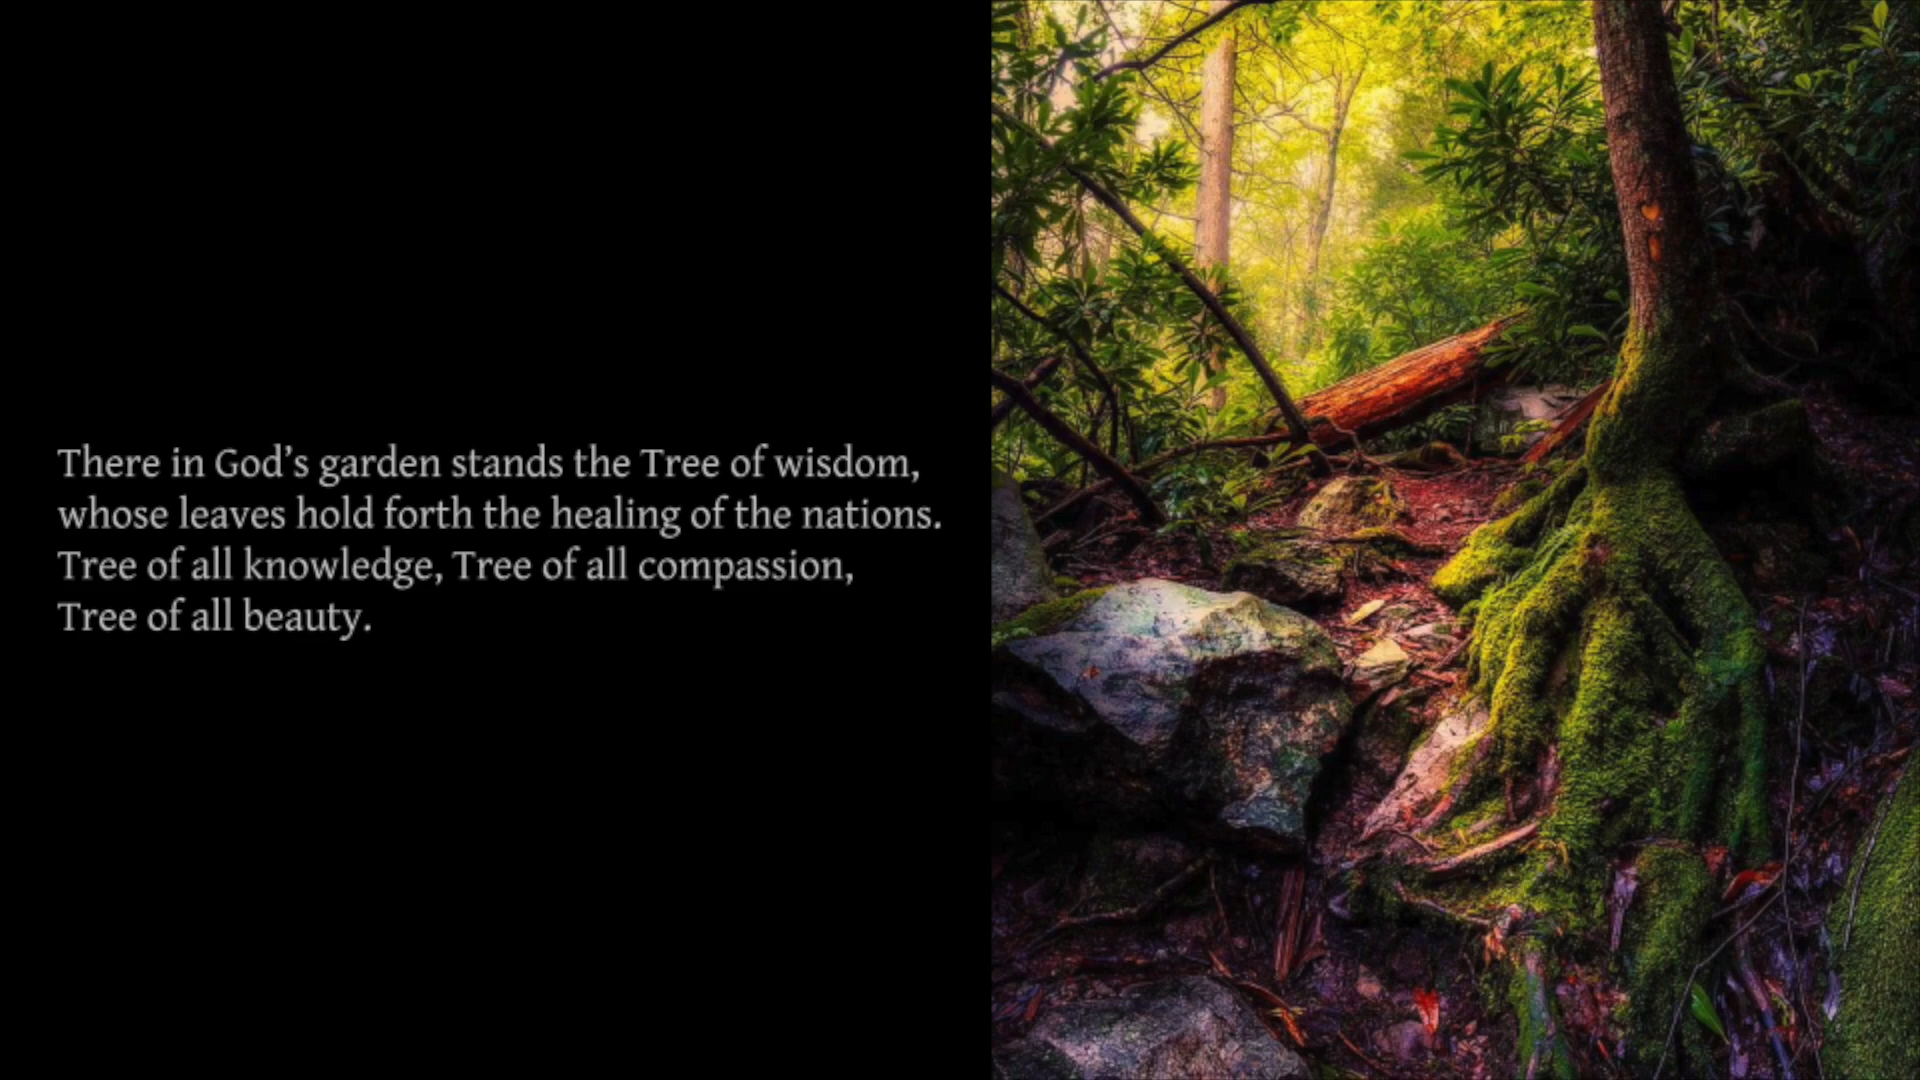 There in God’s garden stands the Tree of wisdom,
whose leaves hold forth the healing of the nations.
Tree of all knowledge, Tree of all compassion,
Tree of all beauty.